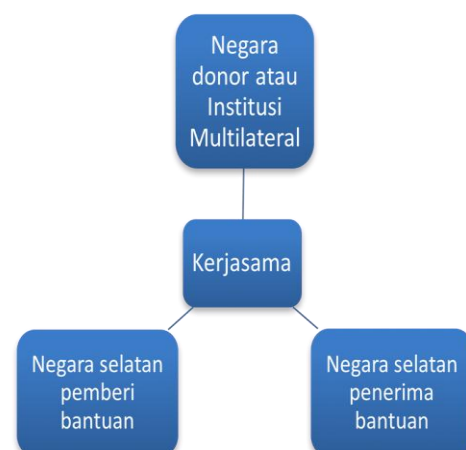 Negara
donor atau
Institusi
Multilateral
Kerjasama
Negara selatan
pemberi
bantuan
Negara selatan
penerima
bantuan